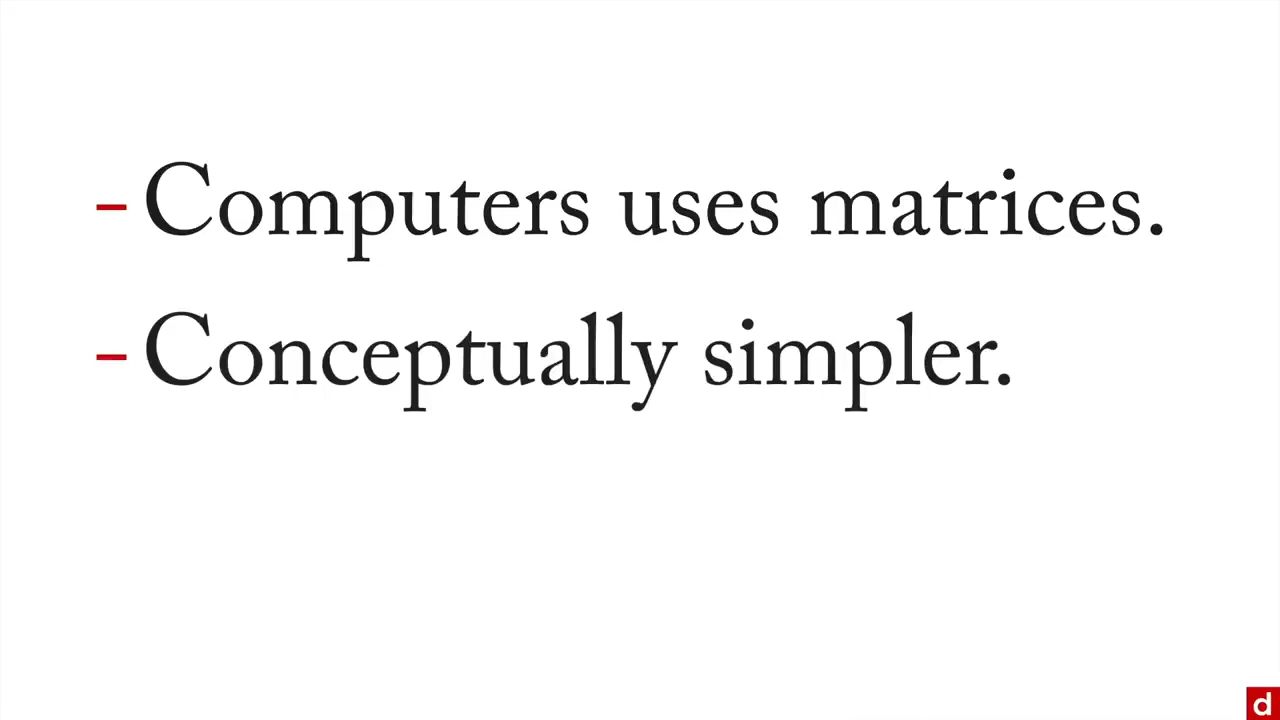 - Computers uses matrices.
- Conceptually simpler.
d